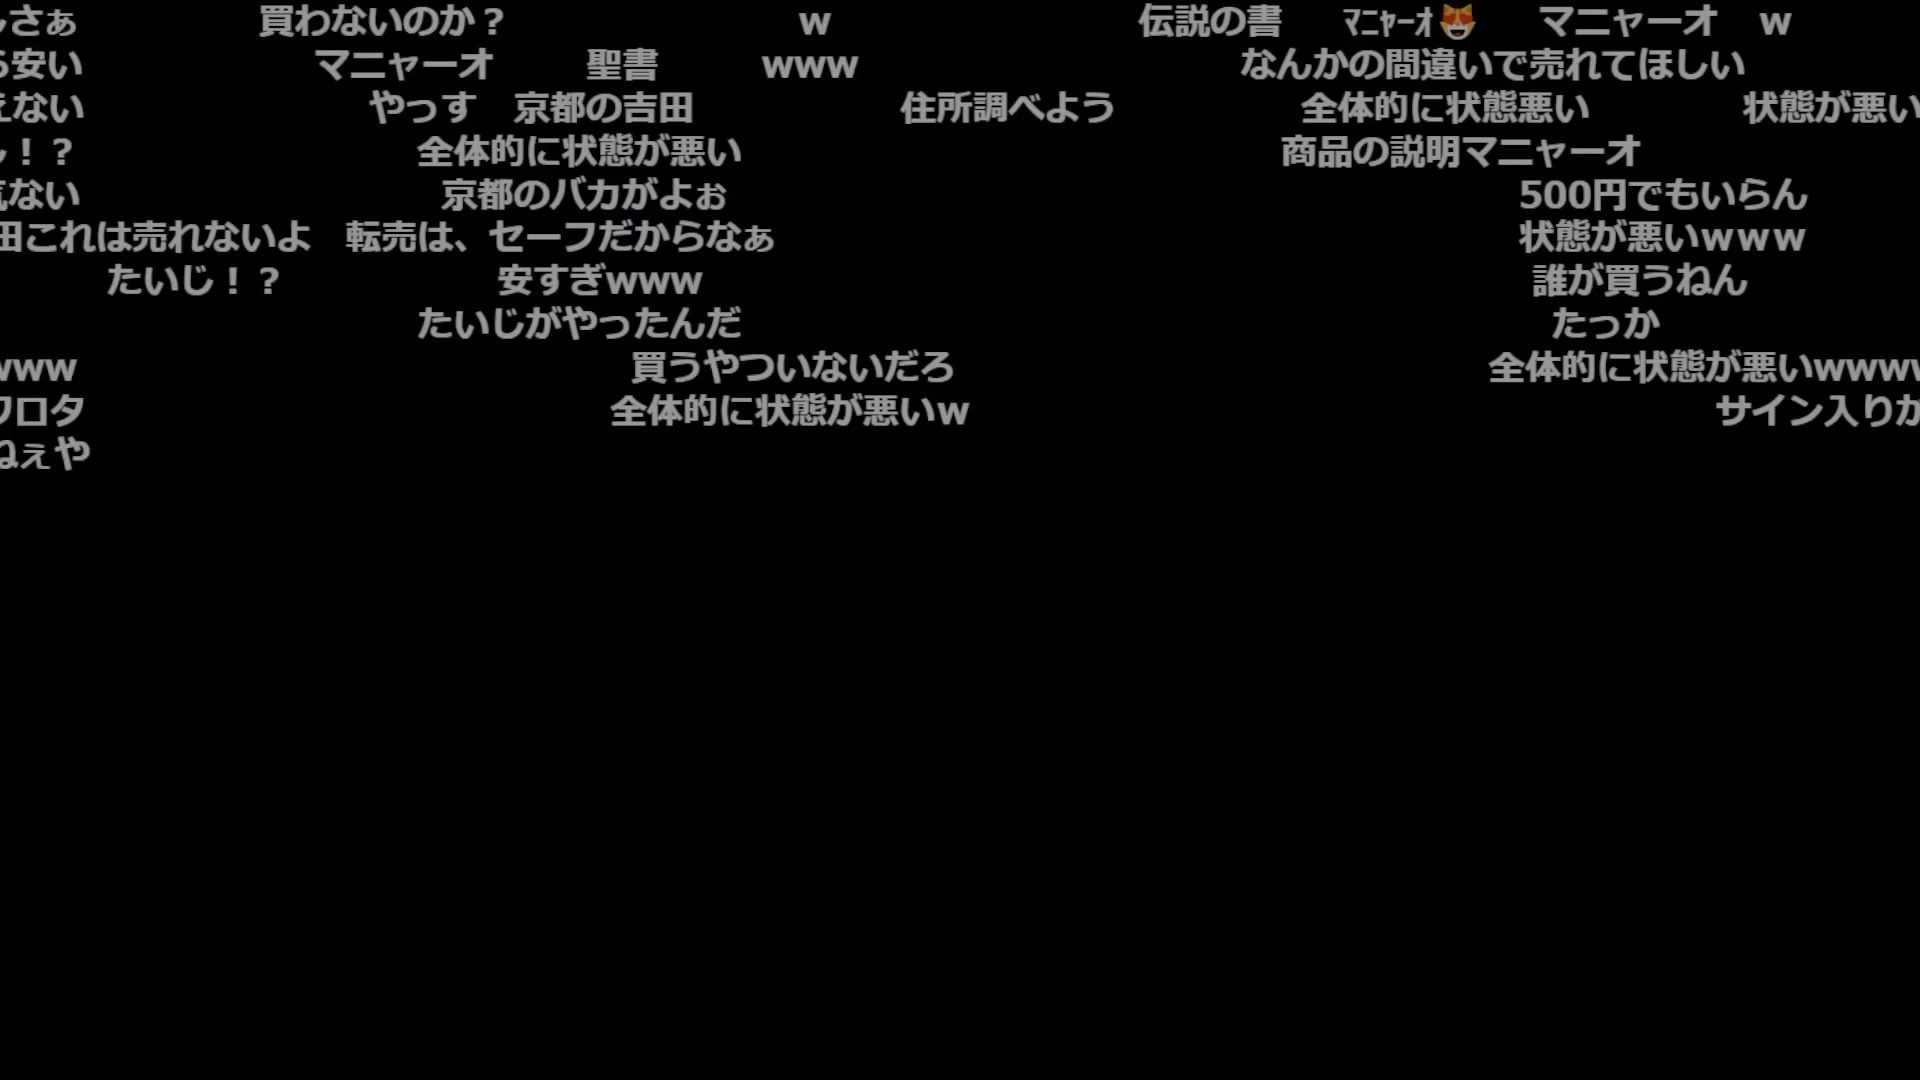 さぁ 買わないのか？ w 伝説の書 ﾏﾆｬｰｵ マニャーオ w
安い マニャーオ 聖書 www なんかの間違いで売れてほしい
ない やっす 京都の吉田 住所調べよう 全体的に状態悪い 状態が悪い
！？ 全体的に状態が悪い 商品の説明マニャーオ
ない 京都のバカがよぉ 500円でもいらん
田これは売れないよ 転売は、セーフだからなぁ 状態が悪いｗｗｗ
たいじ！？ 安すぎwww 誰が買うねん
たいじがやったんだ たっか
www 買うやついないだろ 全体的に状態が悪いwwww
ワロタ 全体的に状態が悪いw サイン入りか
ねぇや